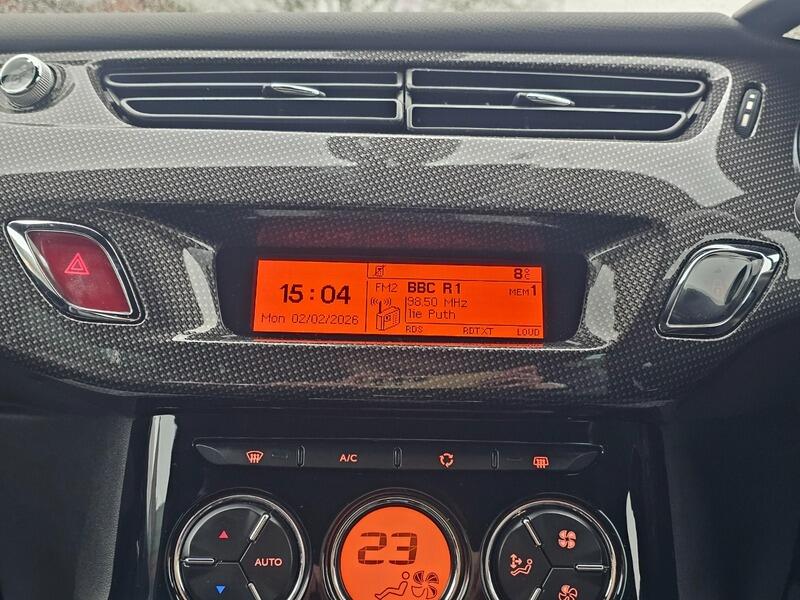 8°C
15:04
FM2 BBC R1 MEM1
98.50 MHz
lie Puth
Mon 02/02/2026
RDS RDTXT LOUD
A/C
AUTO
23